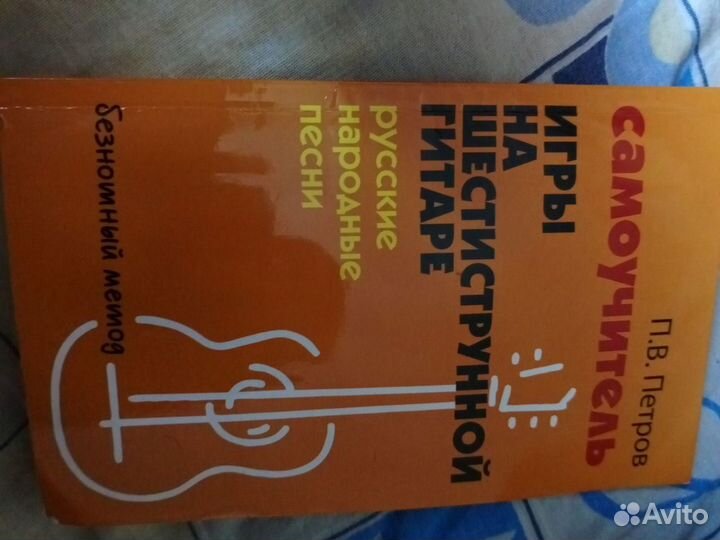 П.В. Петров
самоучитель
ИГРЫ
НА
ШЕСТИСТРУННОЙ
ГИТАРЕ
русские
народные
песни
безнотный метод
Avito